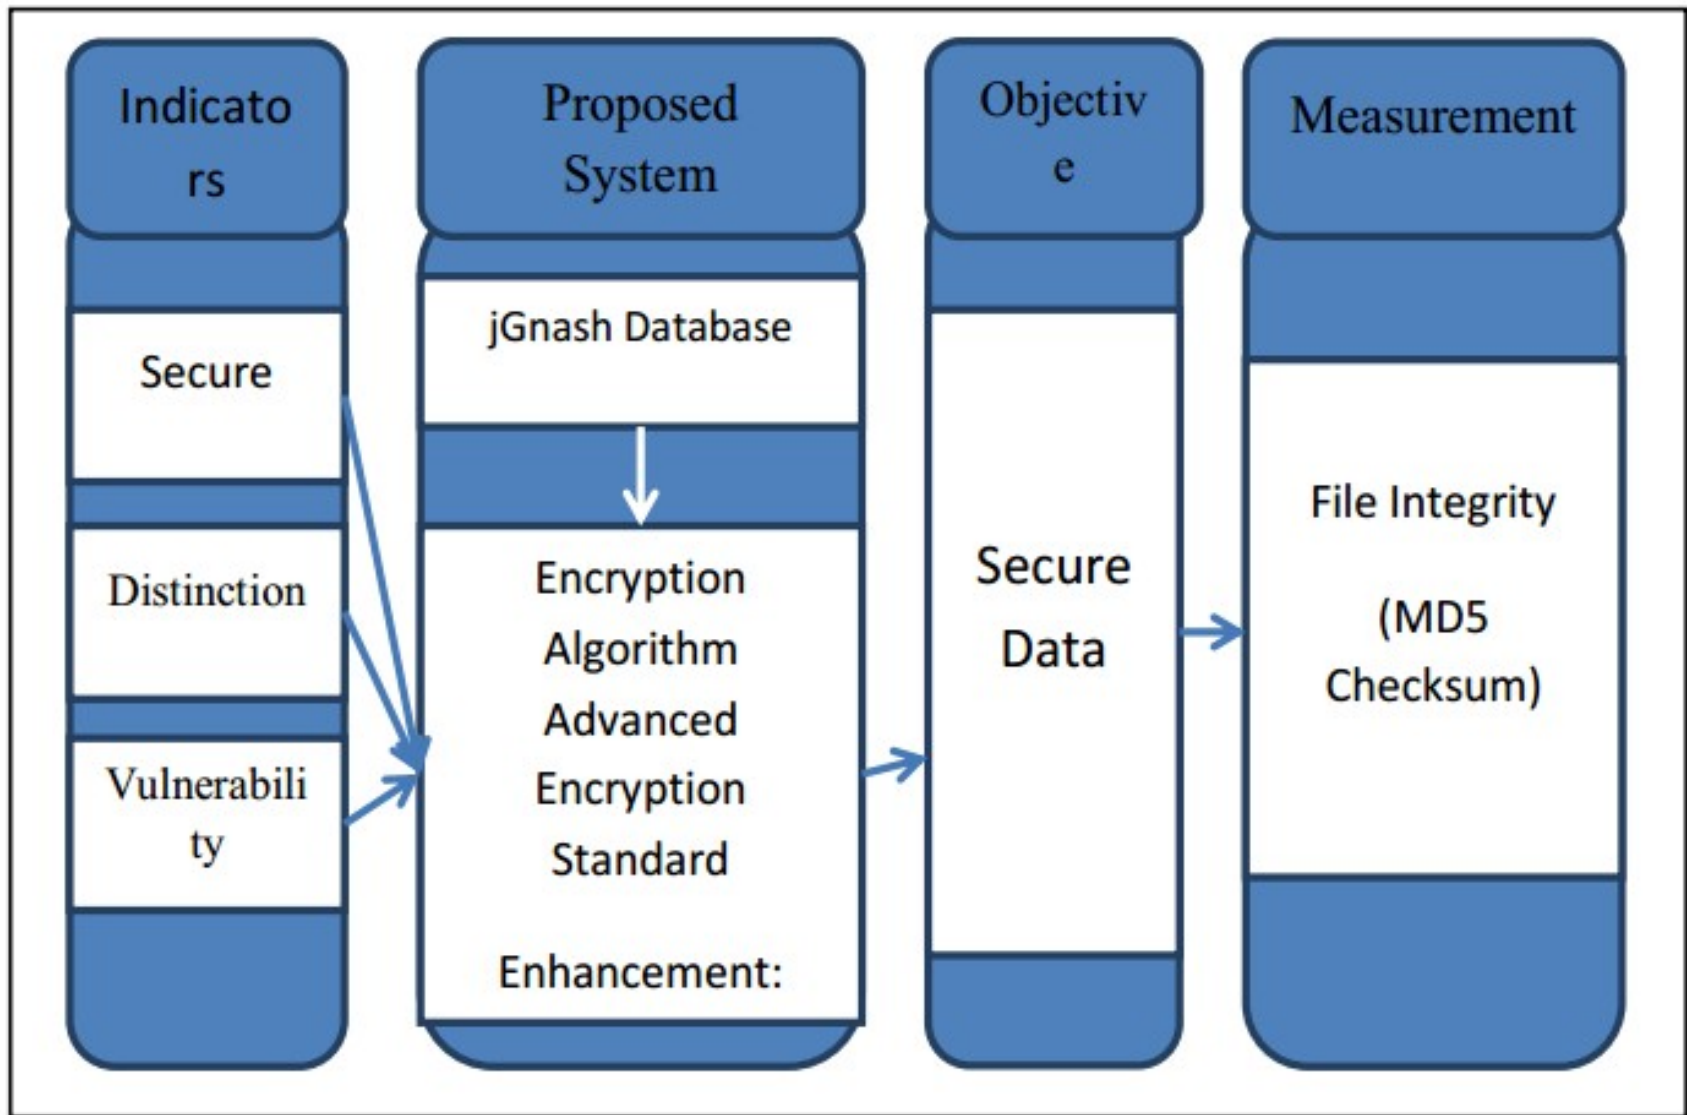 Indicato
rs
Secure
Distinction
Vulnerabili
ty
Proposed
System
jGnash Database
Encryption
Algorithm
Advanced
Encryption
Standard
Enhancement:
Objectiv
e
Secure
Data
Measurement
File Integrity
(MD5
Checksum)